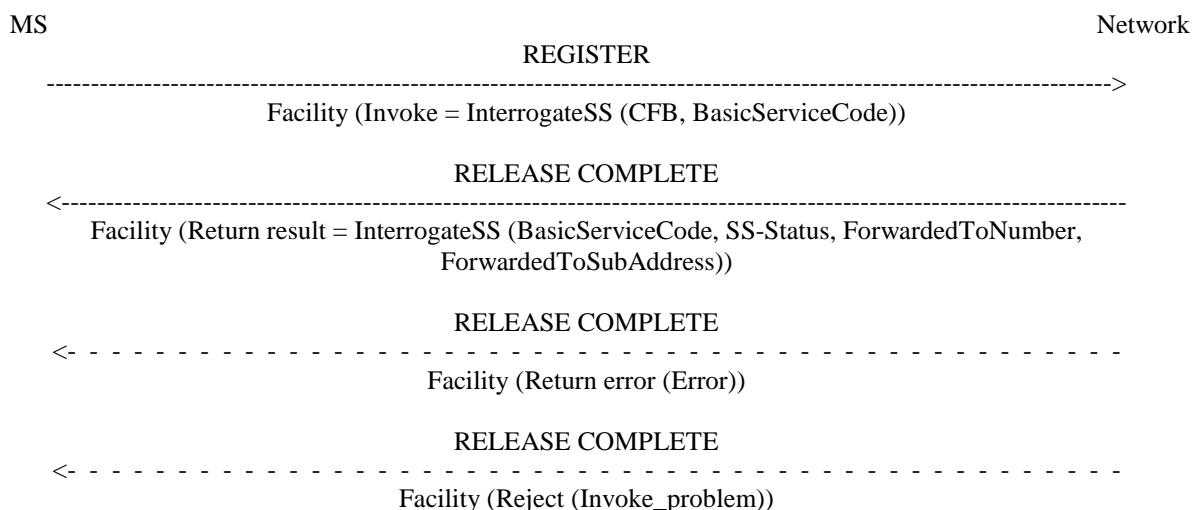 MS Network
REGISTER
------------------------------------------------------------------------------------------------------------------------>
Facility (Invoke = InterrogateSS (CFB, BasicServiceCode))
RELEASE COMPLETE
<------------------------------------------------------------------------------------------------------------------------
Facility (Return result = InterrogateSS (BasicServiceCode, SS-Status, ForwardedToNumber,
ForwardedToSubAddress))
RELEASE COMPLETE
<- - - - - - - - - - - - - - - - - - - - - - - - - - - - - - - - - - - - - - - - - - - - - - - - -
Facility (Return error (Error))
RELEASE COMPLETE
<- - - - - - - - - - - - - - - - - - - - - - - - - - - - - - - - - - - - - - - - - - - - - - - - -
Facility (Reject (Invoke_problem))